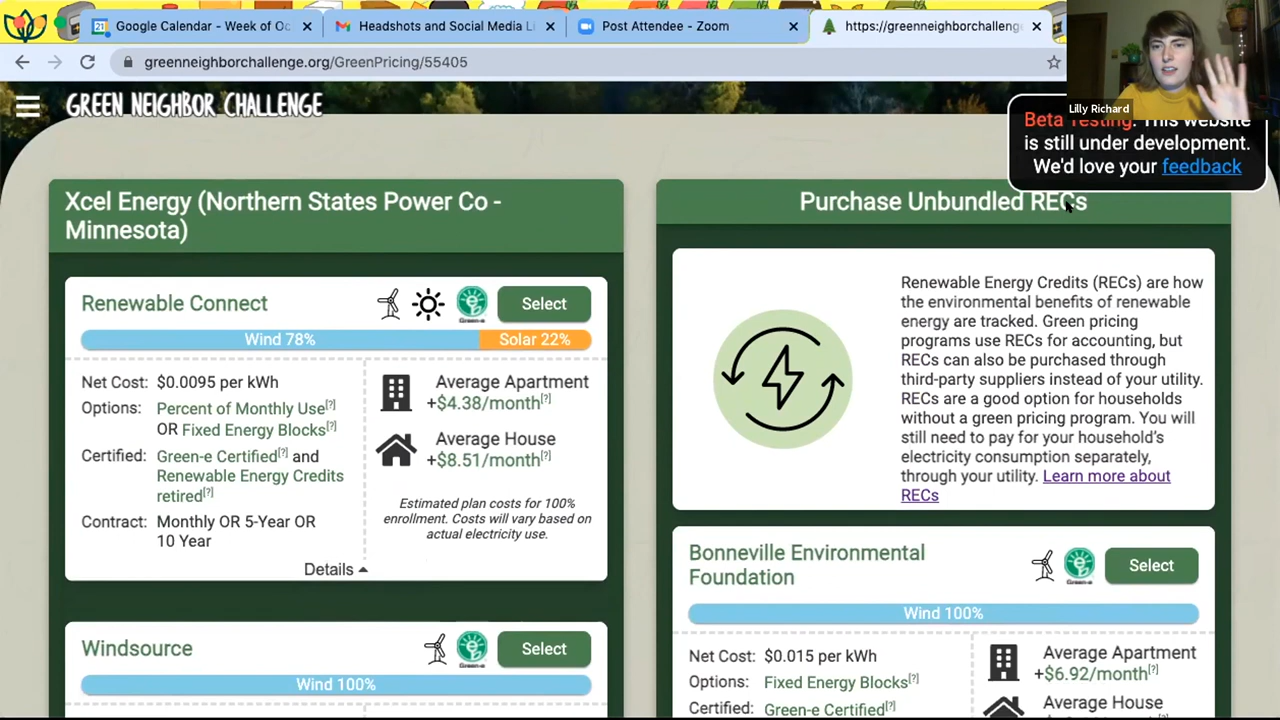 Google Calendar - Week of Oc
Headshots and Social Media Li
Post Attendee - Zoom
https://greenneighborchalleng
greenneighborchallenge.org/GreenPricing/55405
Lilly Richard
GREEN NEIGHBOR CHALLENGE
Beta Testing. This website
is still under development.
We'd love your feedback
Xcel Energy (Northern States Power Co -
Minnesota)
Renewable Connect
Green-e
Select
Wind 78%
Solar 22%
Net Cost: $0.0095 per kWh
Options: Percent of Monthly Use[?]
OR Fixed Energy Blocks[?]
Certified: Green-e Certified[?] and
Renewable Energy Credits
retired[?]
Contract: Monthly OR 5-Year OR
10 Year
Average Apartment
+$4.38/month[?]
Average House
+$8.51/month[?]
Estimated plan costs for 100%
enrollment. Costs will vary based on
actual electricity use.
Details
Windsource
Green-e
Select
Wind 100%
Purchase Unbundled RECs
Renewable Energy Credits (RECs) are how
the environmental benefits of renewable
energy are tracked. Green pricing
programs use RECs for accounting, but
RECs can also be purchased through
third-party suppliers instead of your utility.
RECs are a good option for households
without a green pricing program. You will
still need to pay for your household's
electricity consumption separately,
through your utility. Learn more about
RECs
Bonneville Environmental
Foundation
Green-e
Select
Wind 100%
Net Cost: $0.015 per kWh
Options: Fixed Energy Blocks[?]
Certified: Green-e Certified[?]
Average Apartment
+$6.92/month[?]
Average House